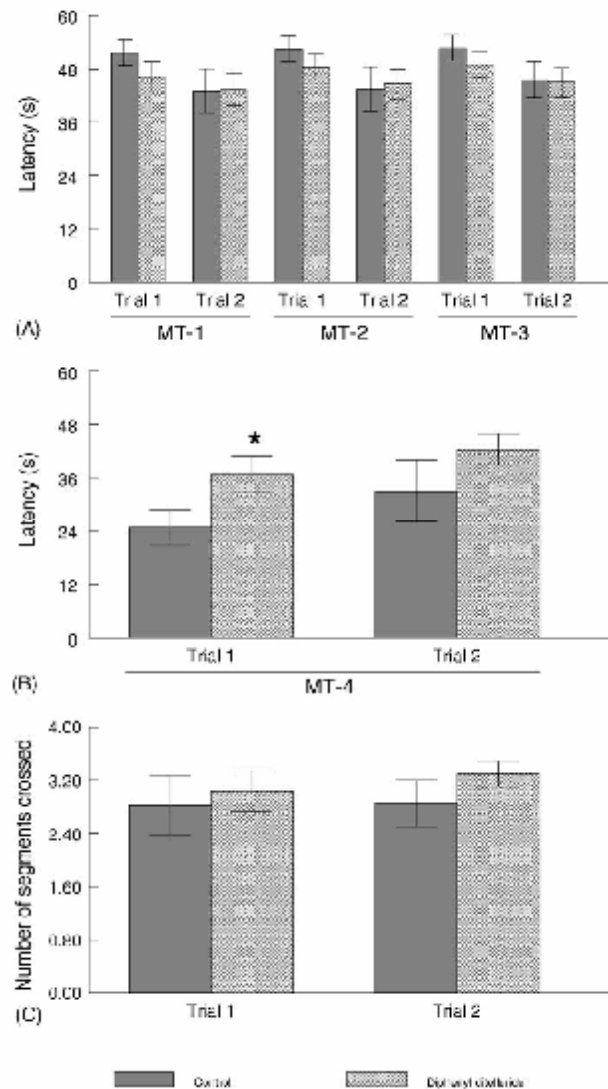 60
48
36
24
12
0
Latency (s)
Trial 1 Trial 2 Trial 1 Trial 2 Trial 1 Trial 2
(A) MT-1 MT-2 MT-3
60
48
36
24
12
0
Latency (s)
Trial 1 Trial 2
(B) MT-4
4.00
3.20
2.40
1.60
0.80
0.00
Number of segments crossed
Trial 1 Trial 2
(C)
★
Control Diphenyl ditelluride